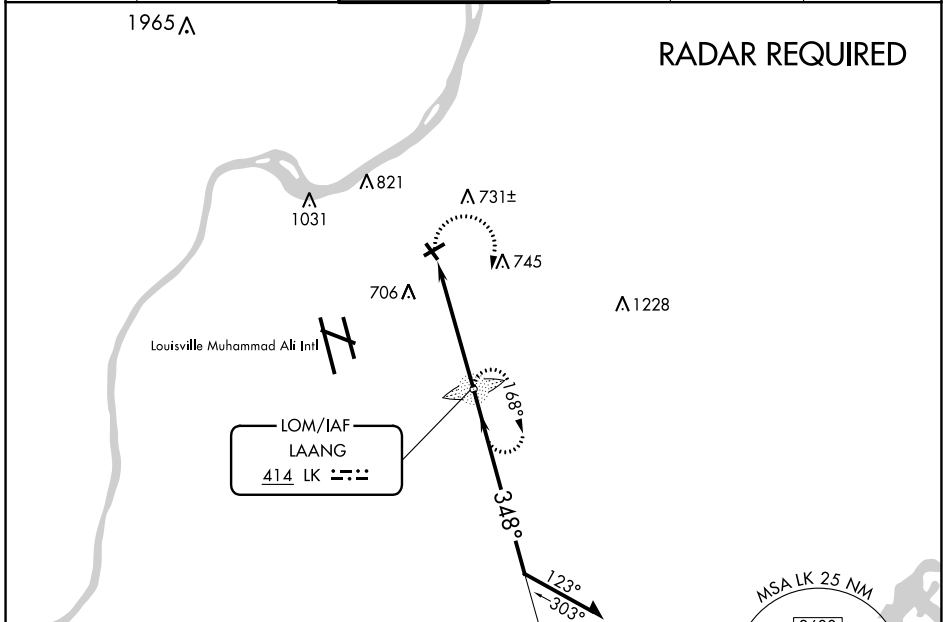 1965
RADAR REQUIRED
821
1031
731±
745
706
1228
Louisville Muhammad Ali Intl
LOM/IAF
LAANG
414 LK
168°
348°
123°
303°
MSA LK 25 NM